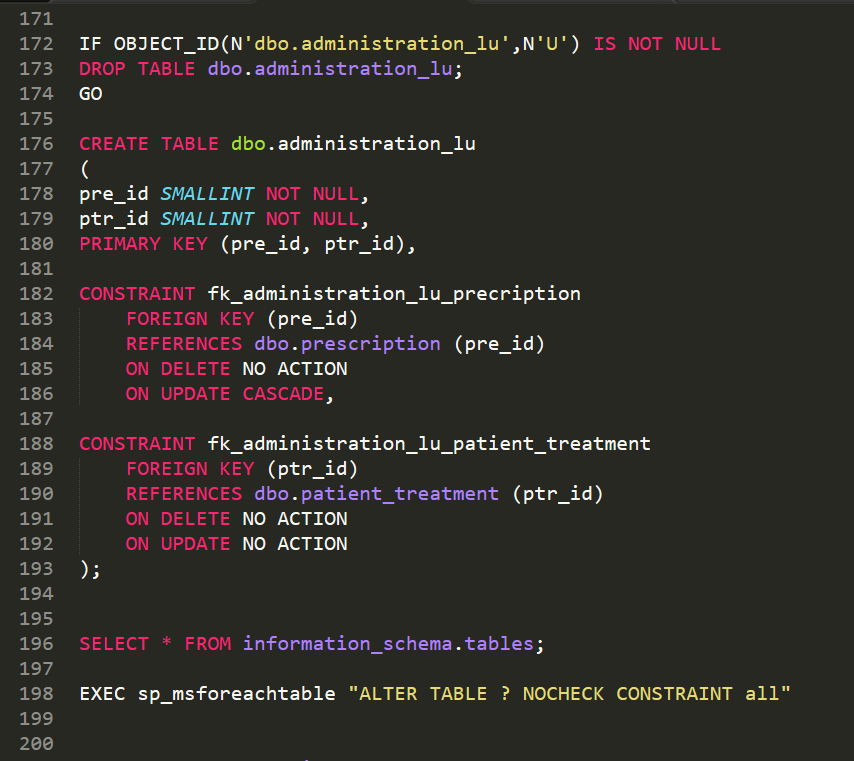 171
172 IF OBJECT_ID(N'dbo.administration_lu',N'U') IS NOT NULL
173 DROP TABLE dbo.administration_lu;
174 GO
175
176 CREATE TABLE dbo.administration_lu
177 (
178 pre_id SMALLINT NOT NULL,
179 ptr_id SMALLINT NOT NULL,
180 PRIMARY KEY (pre_id, ptr_id),
181
182 CONSTRAINT fk_administration_lu_precription
183     FOREIGN KEY (pre_id)
184     REFERENCES dbo.prescription (pre_id)
185     ON DELETE NO ACTION
186     ON UPDATE CASCADE,
187
188 CONSTRAINT fk_administration_lu_patient_treatment
189     FOREIGN KEY (ptr_id)
190     REFERENCES dbo.patient_treatment (ptr_id)
191     ON DELETE NO ACTION
192     ON UPDATE NO ACTION
193 );
194
195
196 SELECT * FROM information_schema.tables;
197
198 EXEC sp_msforeachtable "ALTER TABLE ? NOCHECK CONSTRAINT all"
199
200